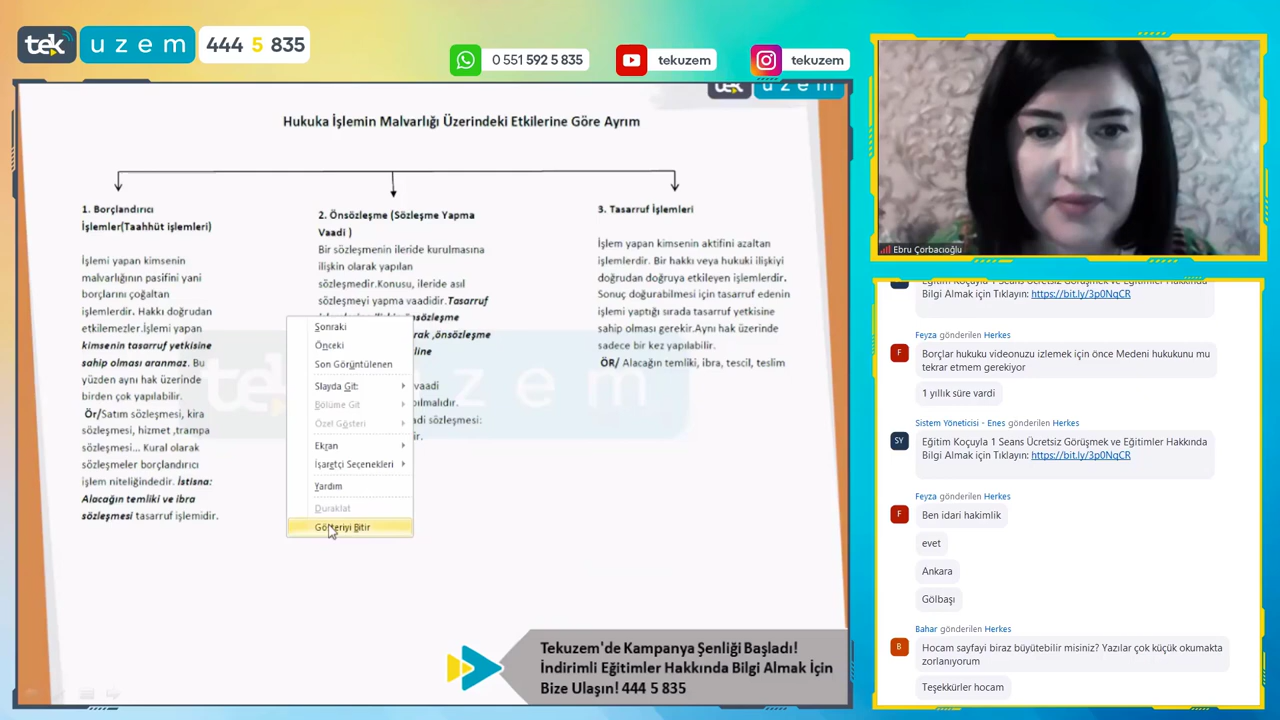 tek
uzem
444 5 835
0 551 592 5 835
tekuzem
tekuzem
tek uzem
Hukuka İşlemin Malvarlığı Üzerindeki Etkilerine Göre Ayrım
1. Borçlandırıcı
İşlemler(Taahhüt işlemleri)
İşlemi yapan kimsenin
malvarlığının pasifini yani
borçlarını çoğaltan
işlemlerdir. Hakkı doğrudan
etkilemezler.İşlemi yapan
kimsenin tasarruf yetkisine
sahip olması aranmaz. Bu
yüzden aynı hak üzerinde
birden çok yapılabilir.
Ör/Satım sözleşmesi, kira
sözleşmesi, hizmet ,trampa
sözleşmesi... Kural olarak
sözleşmeler borçlandırıcı
işlem niteliğindedir. İstisna:
Alacağın temliki ve ibra
sözleşmesi tasarruf işlemidir.
2. Önsözleşme (Sözleşme Yapma
Vaadi )
Bir sözleşmenin ileride kurulmasına
ilişkin olarak yapılan
sözleşmedir.Konusu, ileride asıl
sözleşmeyi yapma vaadidir.Tasarruf
3. Tasarruf İşlemleri
İşlem yapan kimsenin aktifini azaltan
işlemlerdir. Bir hakkı veya hukuki ilişkiyi
doğrudan doğruya etkileyen işlemlerdir.
Sonuç doğurabilmesi için tasarruf edenin
işlemi yaptığı sırada tasarruf yetkisine
sahip olması gerekir.Aynı hak üzerinde
sadece bir kez yapılabilir.
ÖR/ Alacağın temliki, ibra, tescil, teslim
Sonraki
Önceki
Son Görüntülenen
Slayda Git:
Bölüme Git
Özel Gösteri
Ekran
İşaretçi Seçenekleri
Yardım
Duraklat
Gösteriyi Bitir
tek uzem
Tekuzem'de Kampanya Şenliği Başladı!
İndirimli Eğitimler Hakkında Bilgi Almak İçin
Bize Ulaşın! 444 5 835
Ebru Çorbacıoğlu
Bilgi Almak için Tıklayın: https://bit.ly/3p0NqCR
Feyza gönderilen Herkes
F
Borçlar hukuku videonuzu izlemek için önce Medeni hukukunu mu
tekrar etmem gerekiyor
1 yıllık süre vardi
Sistem Yöneticisi - Enes gönderilen Herkes
SY
Eğitim Koçuyla 1 Seans Ücretsiz Görüşmek ve Eğitimler Hakkında
Bilgi Almak için Tıklayın: https://bit.ly/3p0NqCR
Feyza gönderilen Herkes
F
Ben idari hakimlik
evet
Ankara
Gölbaşı
Bahar gönderilen Herkes
B
Hocam sayfayi biraz büyütebilir misiniz? Yazılar çok küçük okumakta
zorlanıyorum
Teşekkürler hocam